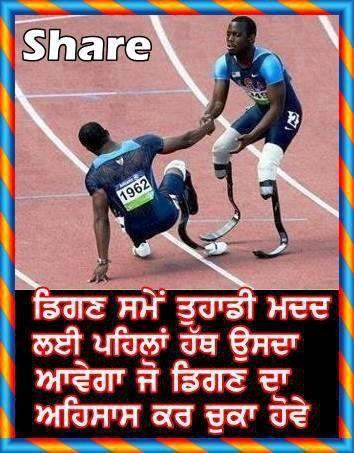 Share
1962
ਡਿਗਣ ਸਮੇਂ ਤੁਹਾਡੀ ਮਦਦ
ਲਈ ਪਹਿਲਾਂ ਹੱਥ ਉਸਦਾ
ਆਵੇਗਾ ਜੋ ਡਿਗਣ ਦਾ
ਅਹਿਸਾਸ ਕਰ ਚੁਕਾ ਹੋਵੇ